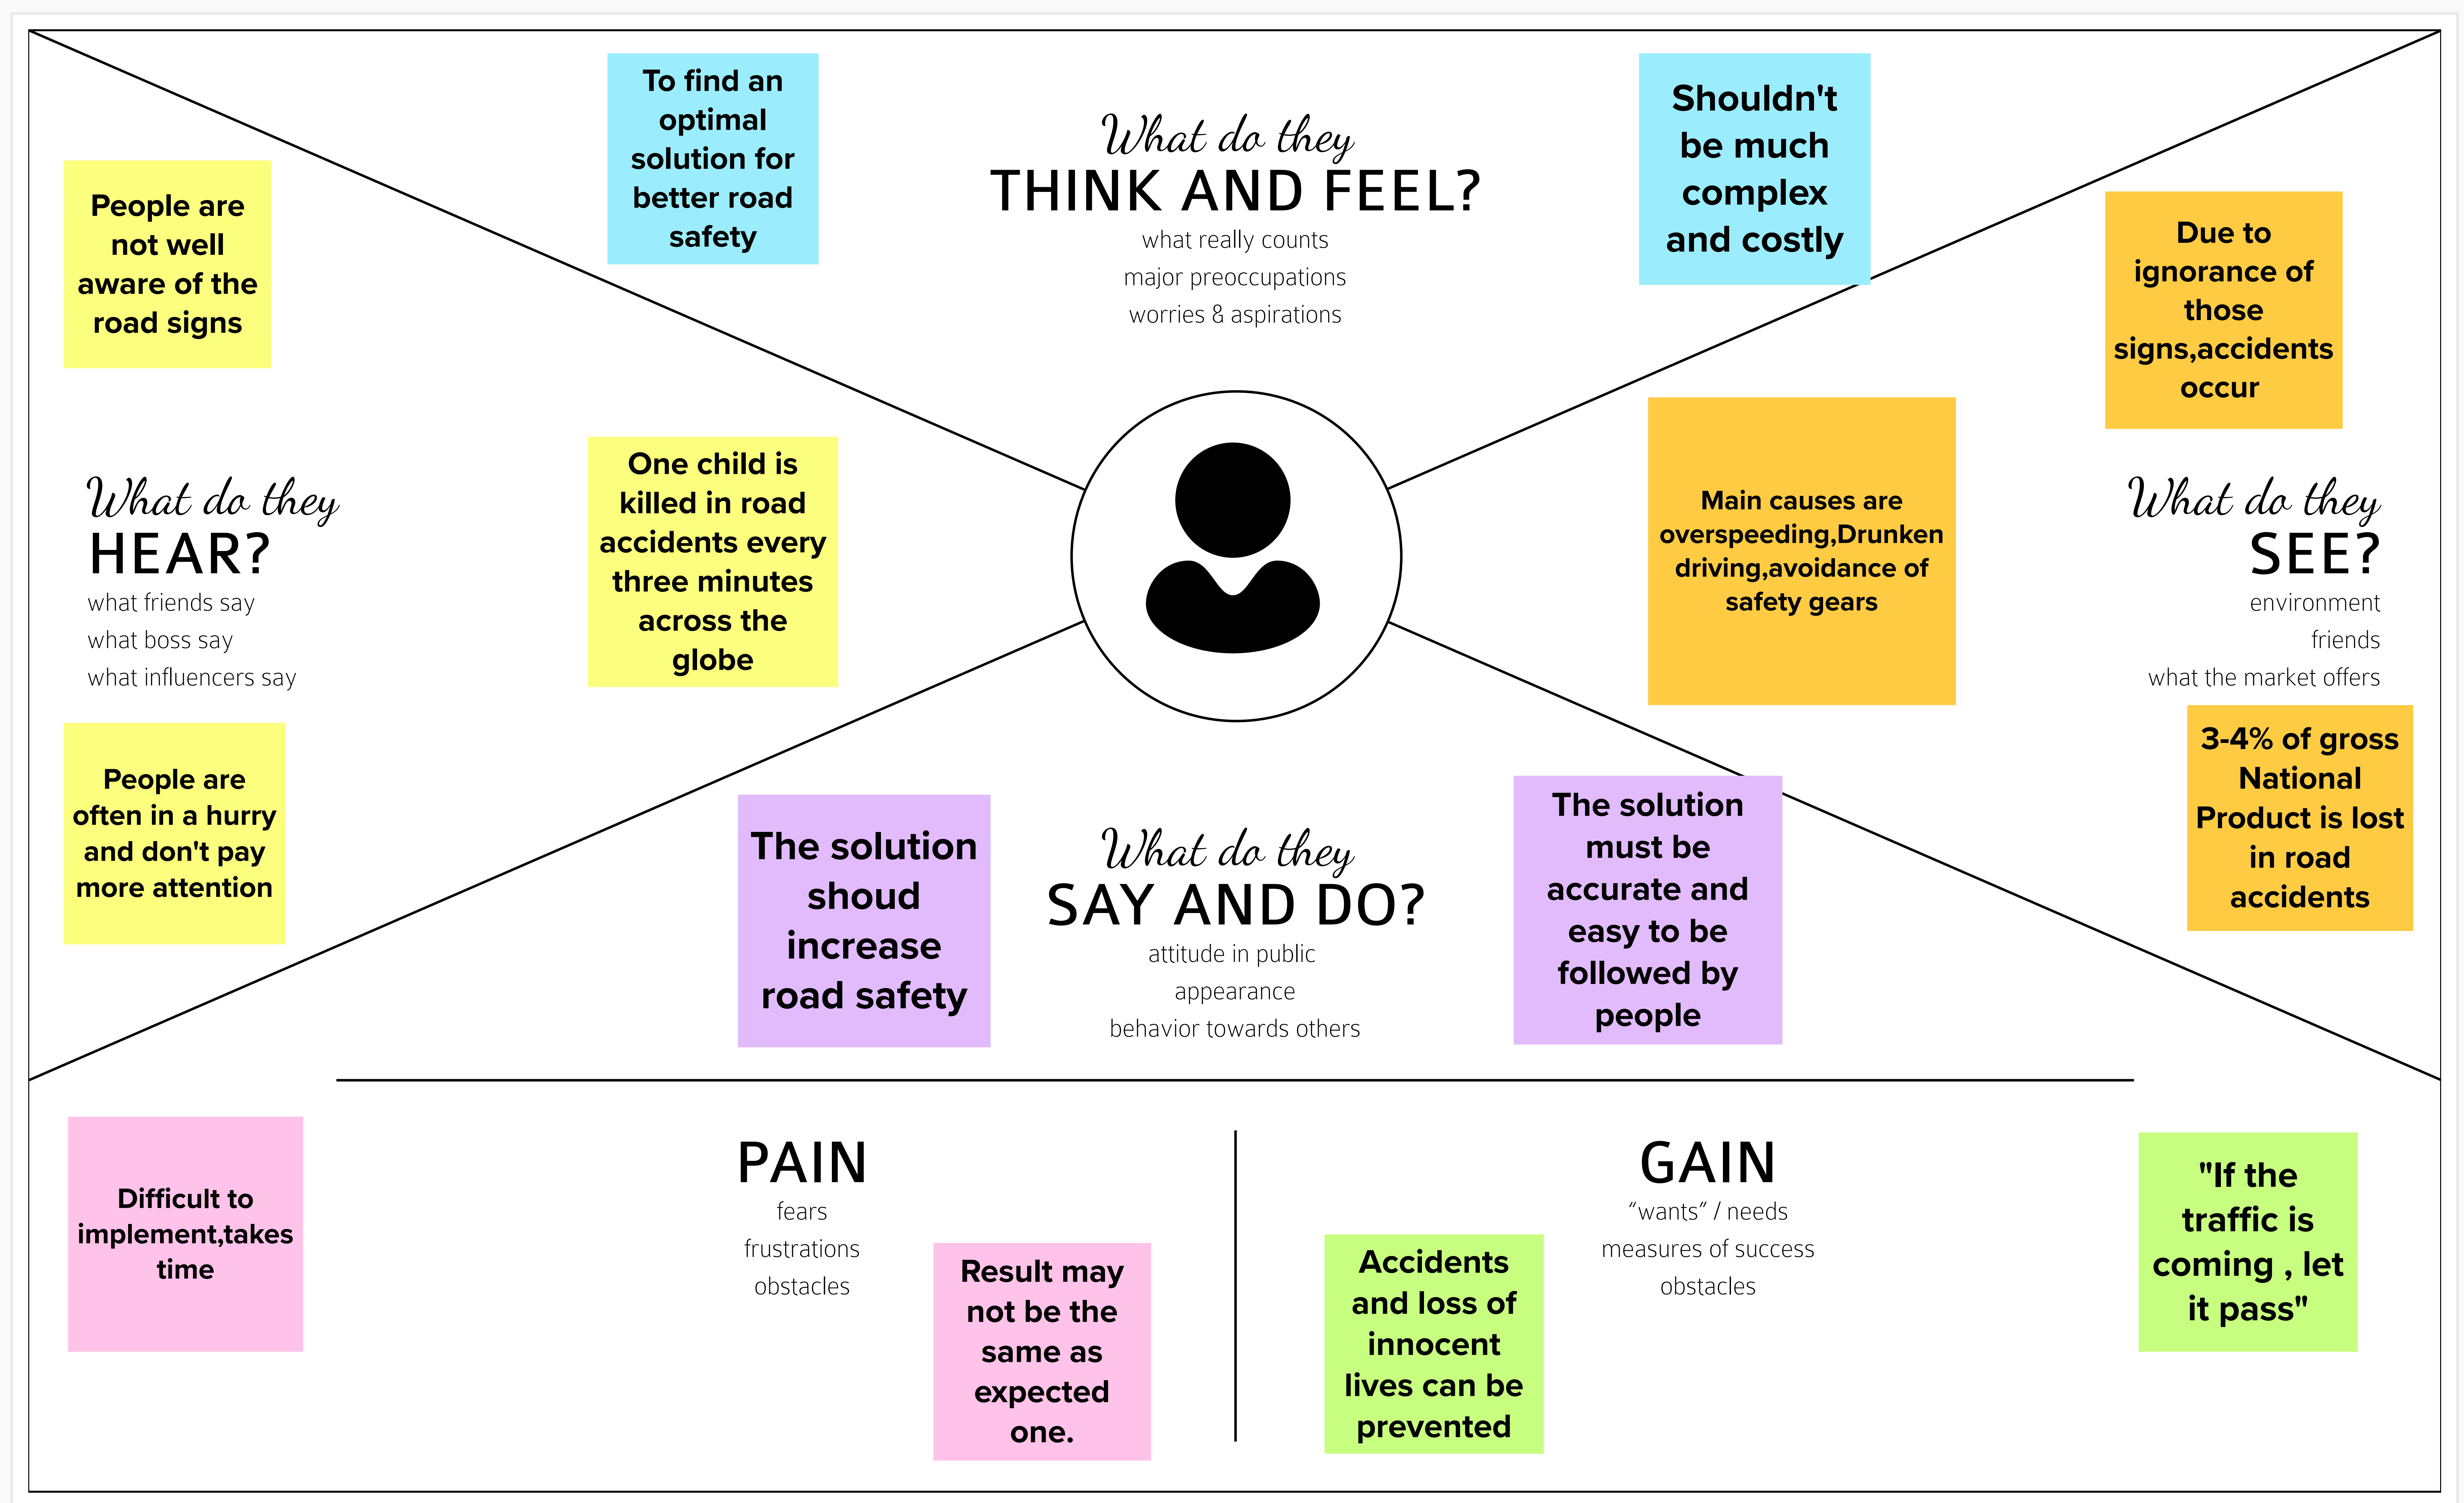 What do they
THINK AND FEEL?
what really counts
major preoccupations
worries & aspirations
To find an
optimal
solution for
better road
safety
Shouldn't
be much
complex
and costly
What do they
HEAR?
what friends say
what boss say
what influencers say
People are
not well
aware of the
road signs
One child is
killed in road
accidents every
three minutes
across the
globe
People are
often in a hurry
and don't pay
more attention
What do they
SEE?
environment
friends
what the market offers
Due to
ignorance of
those
signs,accidents
occur
Main causes are
overspeeding,Drunken
driving,avoidance of
safety gears
3-4% of gross
National
Product is lost
in road
accidents
What do they
SAY AND DO?
attitude in public
appearance
behavior towards others
The solution
shoud
increase
road safety
The solution
must be
accurate and
easy to be
followed by
people
PAIN
fears
frustrations
obstacles
Difficult to
implement,takes
time
Result may
not be the
same as
expected
one.
GAIN
“wants” / needs
measures of success
obstacles
Accidents
and loss of
innocent
lives can be
prevented
"If the
traffic is
coming , let
it pass"